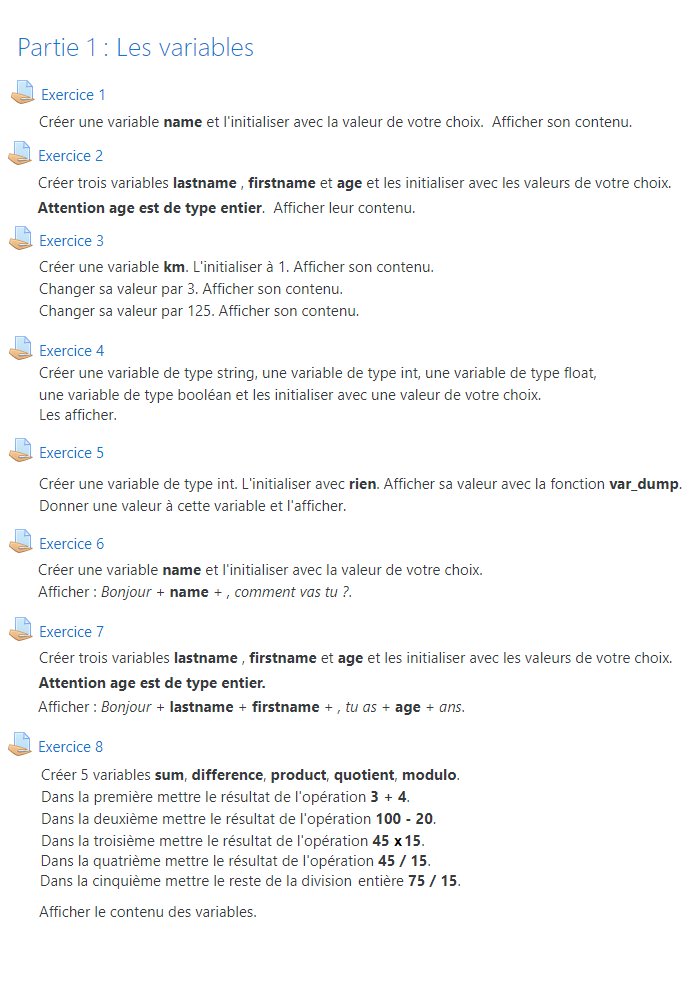 Partie 1 : Les variables
Exercice 1
Créer une variable name et l'initialiser avec la valeur de votre choix. Afficher son contenu.
Exercice 2
Créer trois variables lastname , firstname et age et les initialiser avec les valeurs de votre choix.
Attention age est de type entier. Afficher leur contenu.
Exercice 3
Créer une variable km. L'initialiser à 1. Afficher son contenu.
Changer sa valeur par 3. Afficher son contenu.
Changer sa valeur par 125. Afficher son contenu.
Exercice 4
Créer une variable de type string, une variable de type int, une variable de type float,
une variable de type booléan et les initialiser avec une valeur de votre choix.
Les afficher.
Exercice 5
Créer une variable de type int. L'initialiser avec rien. Afficher sa valeur avec la fonction var_dump.
Donner une valeur à cette variable et l'afficher.
Exercice 6
Créer une variable name et l'initialiser avec la valeur de votre choix.
Afficher : Bonjour + name + , comment vas tu ?.
Exercice 7
Créer trois variables lastname , firstname et age et les initialiser avec les valeurs de votre choix.
Attention age est de type entier.
Afficher : Bonjour + lastname + firstname + , tu as + age + ans.
Exercice 8
Créer 5 variables sum, difference, product, quotient, modulo.
Dans la première mettre le résultat de l'opération 3 + 4.
Dans la deuxième mettre le résultat de l'opération 100 - 20.
Dans la troisième mettre le résultat de l'opération 45 x 15.
Dans la quatrième mettre le résultat de l'opération 45 / 15.
Dans la cinquième mettre le reste de la division entière 75 / 15.
Afficher le contenu des variables.